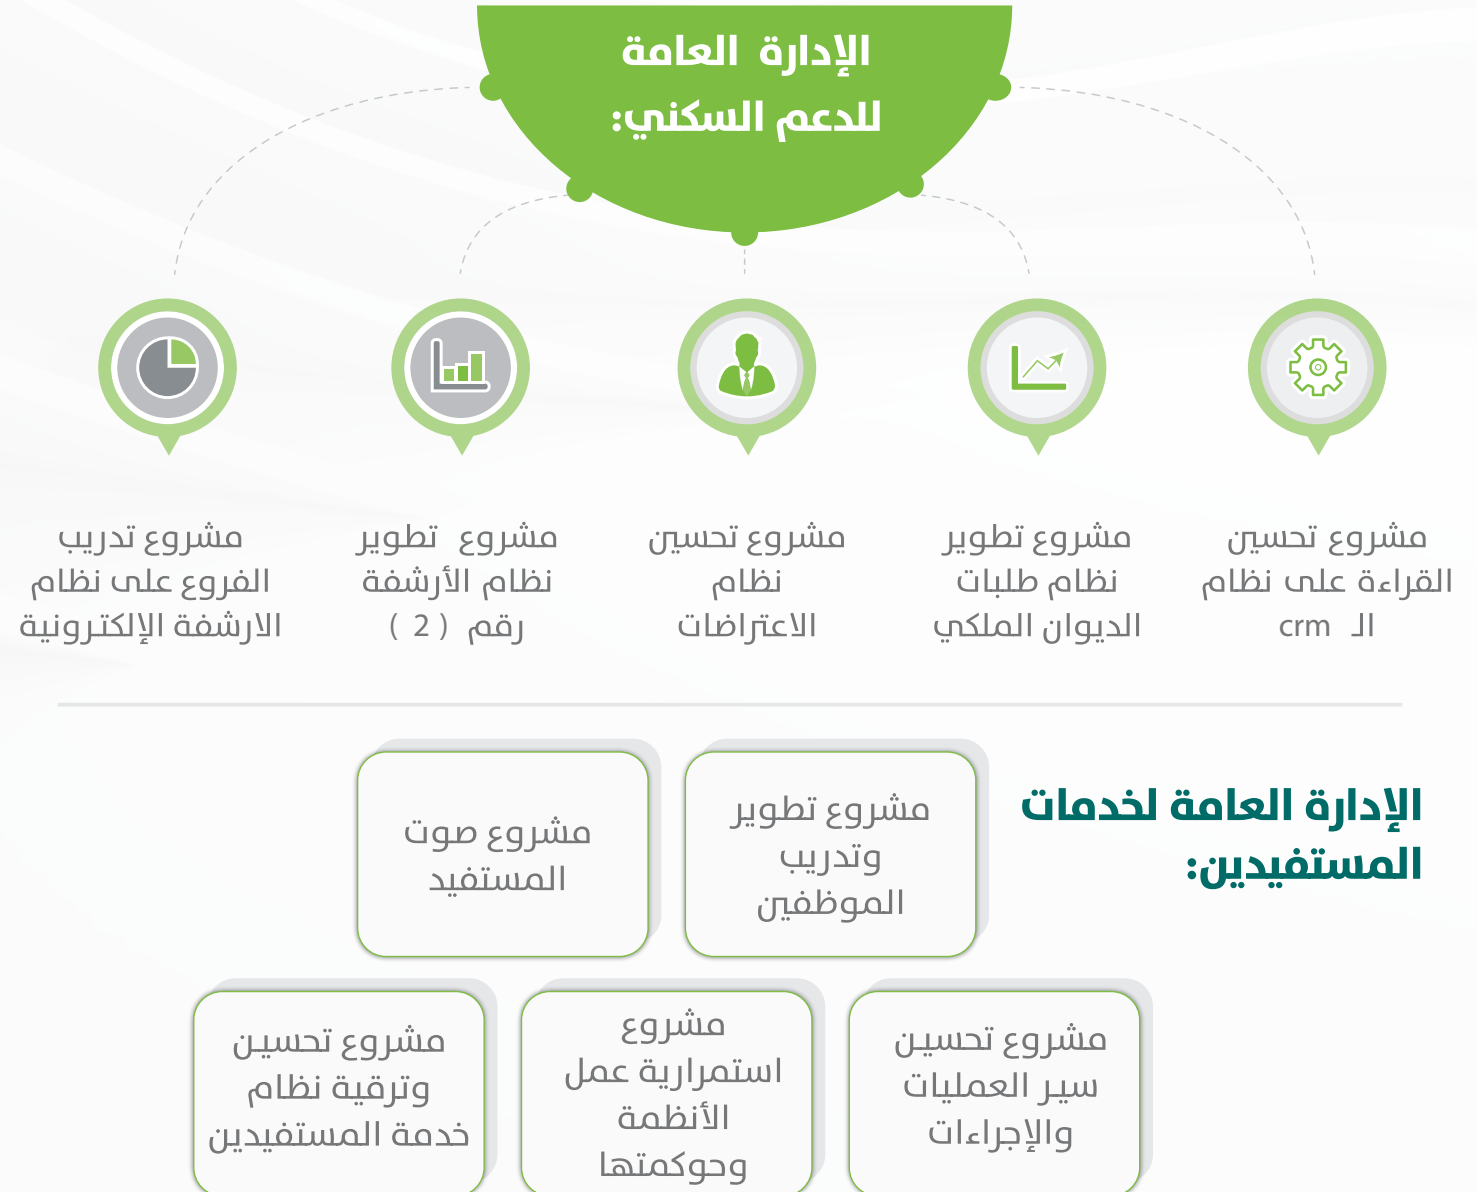 الإدارة العامة
للدعم السكني:
مشروع تحسين
القراءة على نظام
الـ crm
مشروع تطوير
نظام طلبات
الديوان الملكي
مشروع تحسين
نظام
الاعتراضات
مشروع تطوير
نظام الأرشفة
رقم ( 2 )
مشروع تدريب
الفروع على نظام
الارشفة الإلكترونية
الإدارة العامة لخدمات
المستفيدين:
مشروع تطوير
وتدريب
الموظفين
مشروع صوت
المستفيد
مشروع تحسين
سير العمليات
والإجراءات
مشروع
استمرارية عمل
الأنظمة
وحوكمتها
مشروع تحسين
وترقية نظام
خدمة المستفيدين